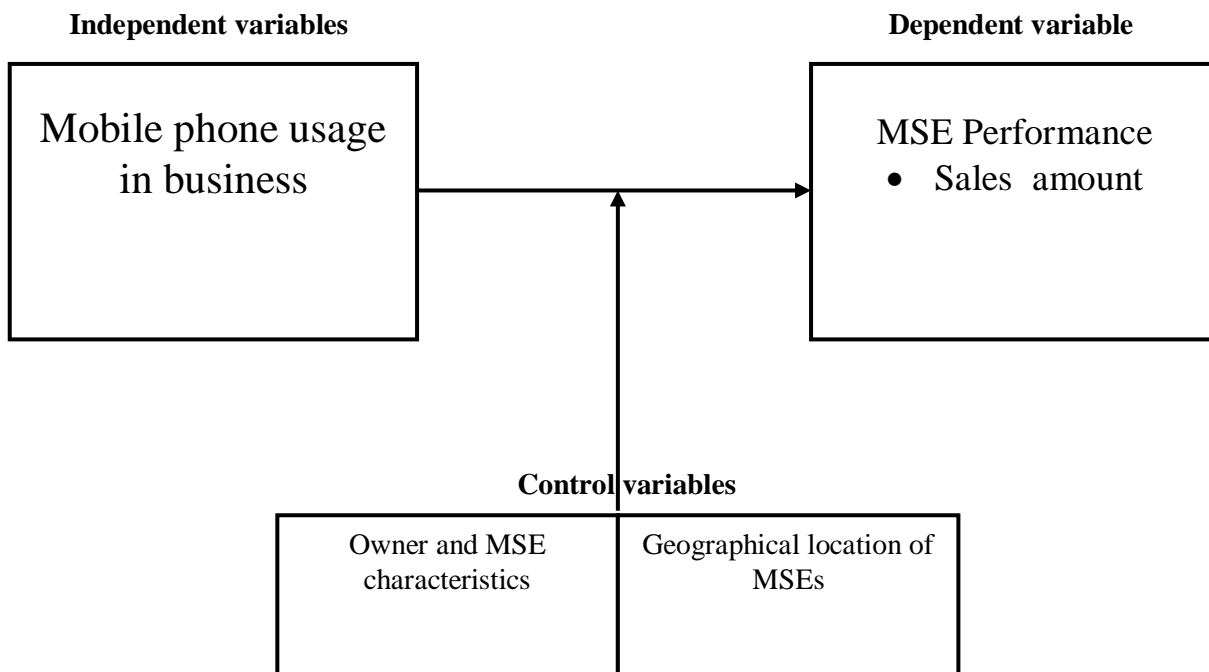 Independent variables
Dependent variable
Mobile phone usage
in business
MSE Performance
• Sales amount
Control variables
Owner and MSE
characteristics
Geographical location of
MSEs